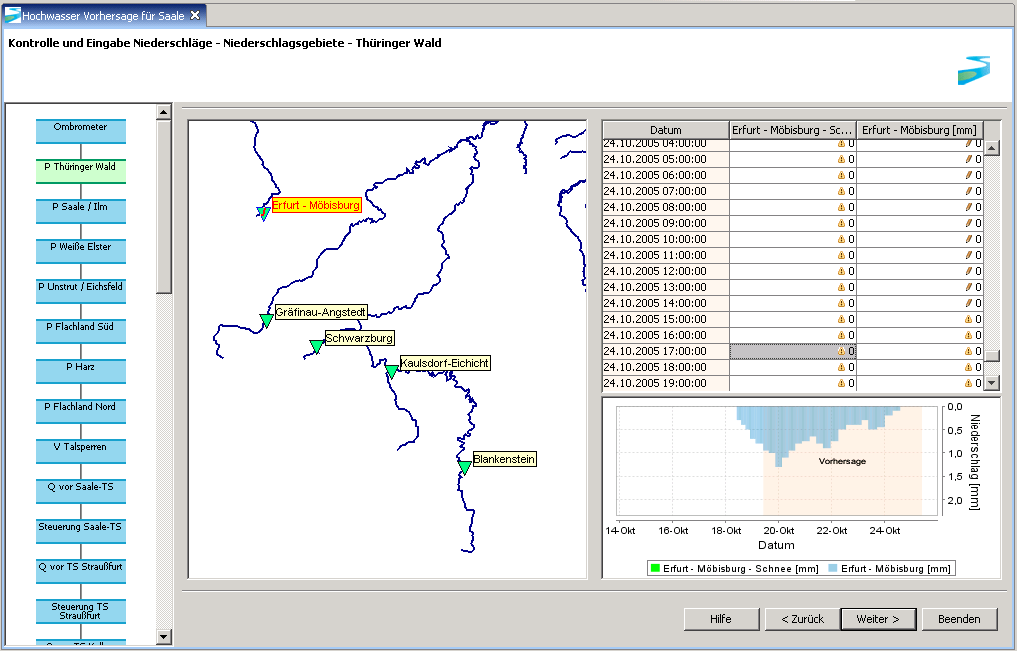 Hochwasser Vorhersage für Saale
Kontrolle und Eingabe Niederschläge - Niederschlagsgebiete - Thüringer Wald
Ombrometer
P Thüringer Wald
P Saale / Ilm
P Weiße Elster
P Unstrut / Eichsfeld
P Flachland Süd
P Harz
P Flachland Nord
V Talsperren
Q vor Saale-TS
Steuerung Saale-TS
Q vor TS Straußfurt
Steuerung TS
Straußfurt
Erfurt - Möbisburg
Gräfinau-Angstedt
Schwarzburg
Kaulsdorf-Eichicht
Blankenstein
Datum Erfurt - Möbisburg - Sc... Erfurt - Möbisburg [mm]
24.10.2005 04:00:00 0 0
24.10.2005 05:00:00 0 0
24.10.2005 06:00:00 0 0
24.10.2005 07:00:00 0 0
24.10.2005 08:00:00 0 0
24.10.2005 09:00:00 0 0
24.10.2005 10:00:00 0 0
24.10.2005 11:00:00 0 0
24.10.2005 12:00:00 0 0
24.10.2005 13:00:00 0 0
24.10.2005 14:00:00 0 0
24.10.2005 15:00:00 0 0
24.10.2005 16:00:00 0 0
24.10.2005 17:00:00 0 0
24.10.2005 18:00:00 0 0
24.10.2005 19:00:00 0 0
0,0
0,5
1,0
1,5
2,0
Niederschlag [mm]
Vorhersage
14-Okt 16-Okt 18-Okt 20-Okt 22-Okt 24-Okt
Datum
Erfurt - Möbisburg - Schnee [mm] Erfurt - Möbisburg [mm]
Hilfe < Zurück Weiter > Beenden